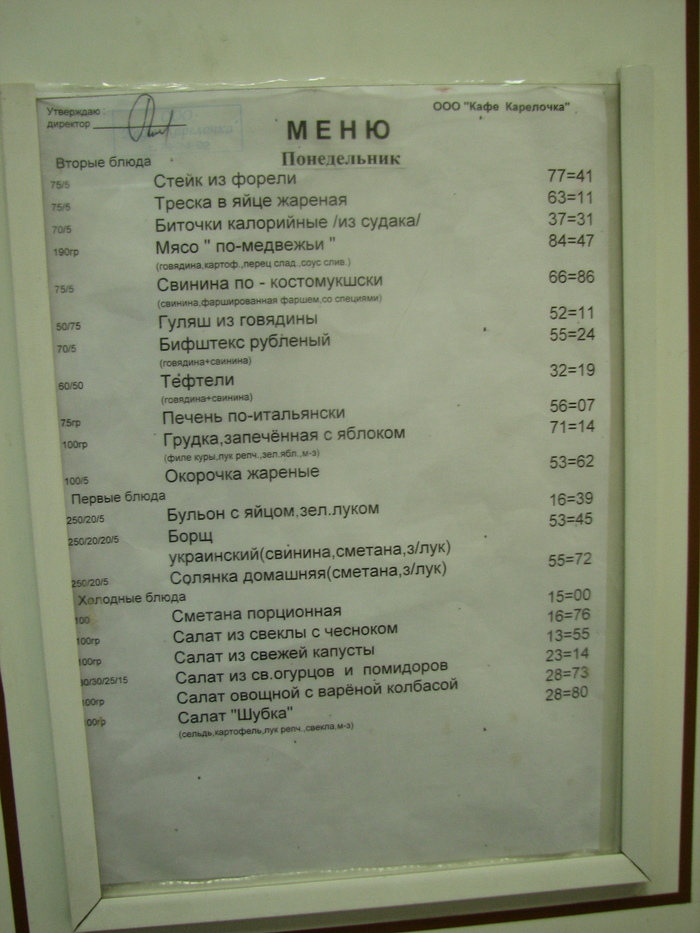 Утверждаю :
директор
ООО "Кафе Карелочка"
МЕНЮ
Понедельник
Вторые блюда
75/5 Стейк из форели 77=41
75/5 Треска в яйце жареная 63=11
70/5 Биточки калорийные /из судака/ 37=31
190гр Мясо " по-медвежьи " 84=47
(говядина,картоф.,перец слад.,соус слив.)
75/5 Свинина по - костомукшски 66=86
(свинина,фаршированная фаршем,со специями)
50/75 Гуляш из говядины 52=11
70/5 Бифштекс рубленый 55=24
(говядина+свинина)
60/50 Тефтели 32=19
(говядина+свинина)
75гр Печень по-итальянски 56=07
100гр Грудка,запечённая с яблоком 71=14
(филе куры,лук репч.,зел.ябл.,м-з)
100/5 Окорочка жареные 53=62
Первые блюда
250/20/5 Бульон с яйцом,зел.луком 16=39
250/20/20/5 Борщ 53=45
украинский(свинина,сметана,з/лук)
250/20/5 Солянка домашняя(сметана,з/лук) 55=72
Холодные блюда
100 Сметана порционная 15=00
100гр Салат из свеклы с чесноком 16=76
100гр Салат из свежей капусты 13=55
30/30/25/15 Салат из св.огурцов и помидоров 23=14
100гр Салат овощной с варёной колбасой 28=73
00гр Салат "Шубка" 28=80
(сельдь,картофель,лук репч.,свекла,м-з)